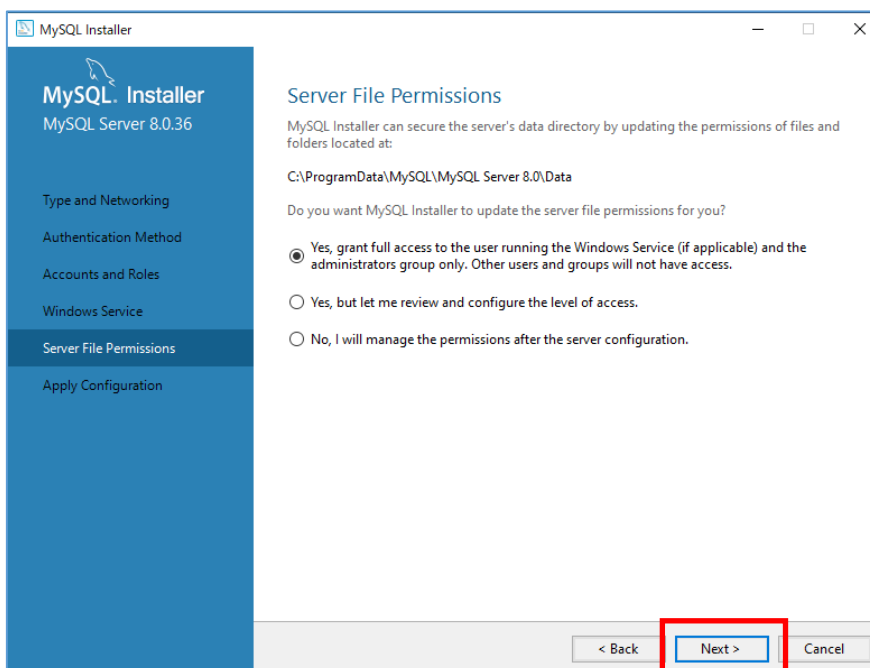 MySQL Installer
MySQL. Installer
MySQL Server 8.0.36
Type and Networking
Authentication Method
Accounts and Roles
Windows Service
Server File Permissions
Apply Configuration
Server File Permissions
MySQL Installer can secure the server's data directory by updating the permissions of files and
folders located at:
C:\ProgramData\MySQL\MySQL Server 8.0\Data
Do you want MySQL Installer to update the server file permissions for you?
Yes, grant full access to the user running the Windows Service (if applicable) and the
administrators group only. Other users and groups will not have access.
Yes, but let me review and configure the level of access.
No, I will manage the permissions after the server configuration.
< Back
Next >
Cancel